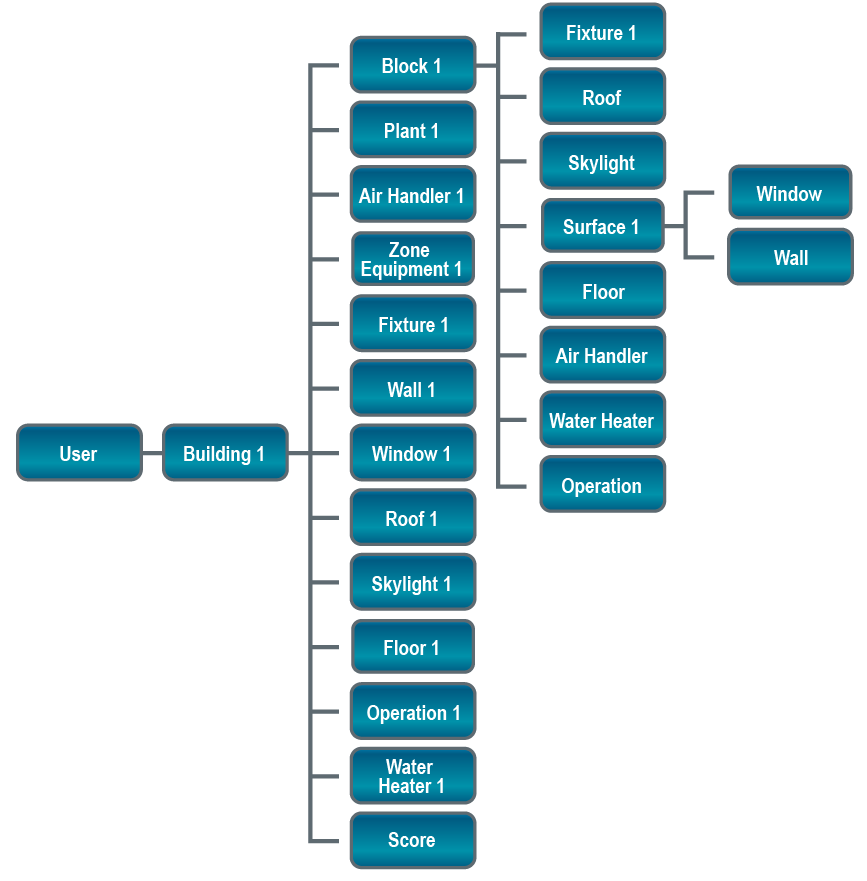 User
Building 1
Block 1
Plant 1
Air Handler 1
Zone
Equipment 1
Fixture 1
Wall 1
Window 1
Roof 1
Skylight 1
Floor 1
Operation 1
Water
Heater 1
Score
Fixture 1
Roof
Skylight
Surface 1
Floor
Air Handler
Water Heater
Operation
Window
Wall